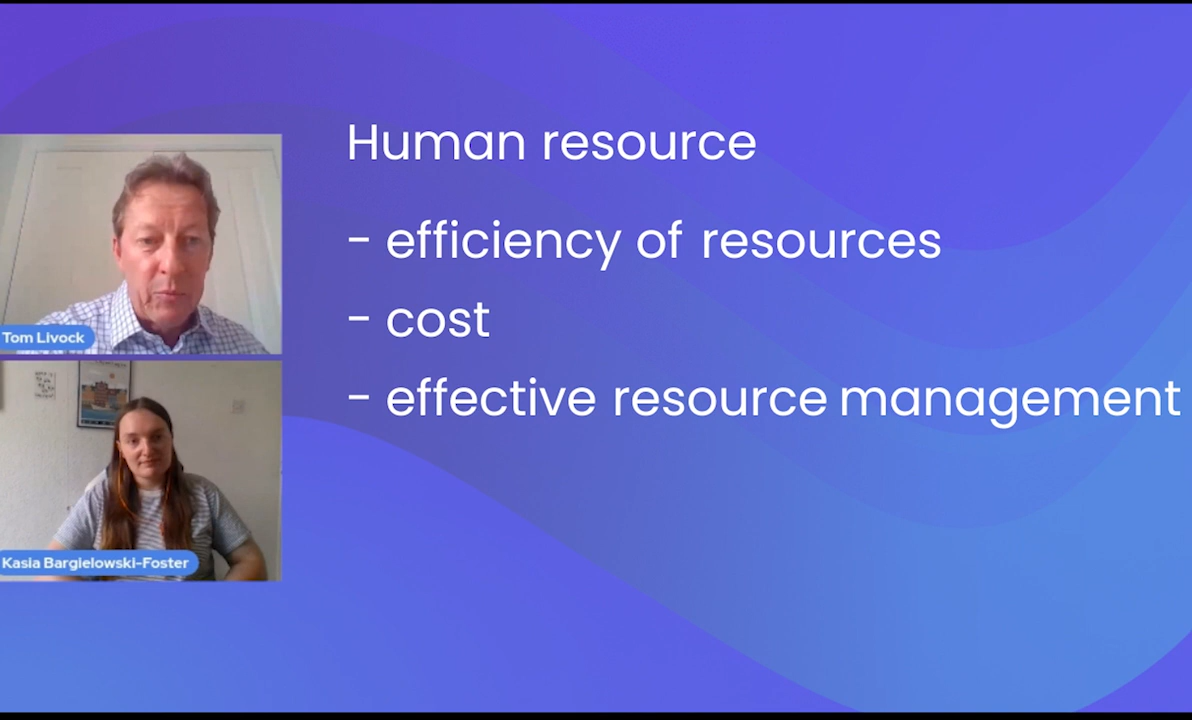 Human resource
- efficiency of resources
- cost
- effective resource management
Tom Livock
Kasia Bargielowski-Foster